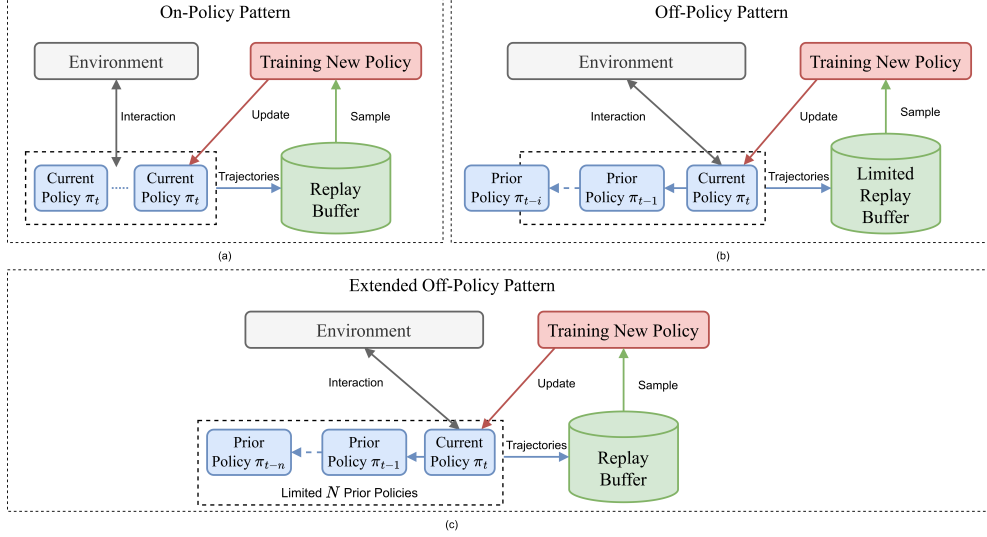 On-Policy Pattern
Environment
Training New Policy
Interaction
Update
Sample
Current
Policy π_t
Current
Policy π_t
Trajectories
Replay
Buffer
(a)
Off-Policy Pattern
Environment
Training New Policy
Interaction
Update
Sample
Prior
Policy π_{t−i}
Prior
Policy π_{t−1}
Current
Policy π_t
Trajectories
Limited
Replay
Buffer
(b)
Extended Off-Policy Pattern
Environment
Training New Policy
Interaction
Update
Sample
Prior
Policy π_{t−n}
Prior
Policy π_{t−1}
Current
Policy π_t
Trajectories
Replay
Buffer
Limited N Prior Policies
(c)